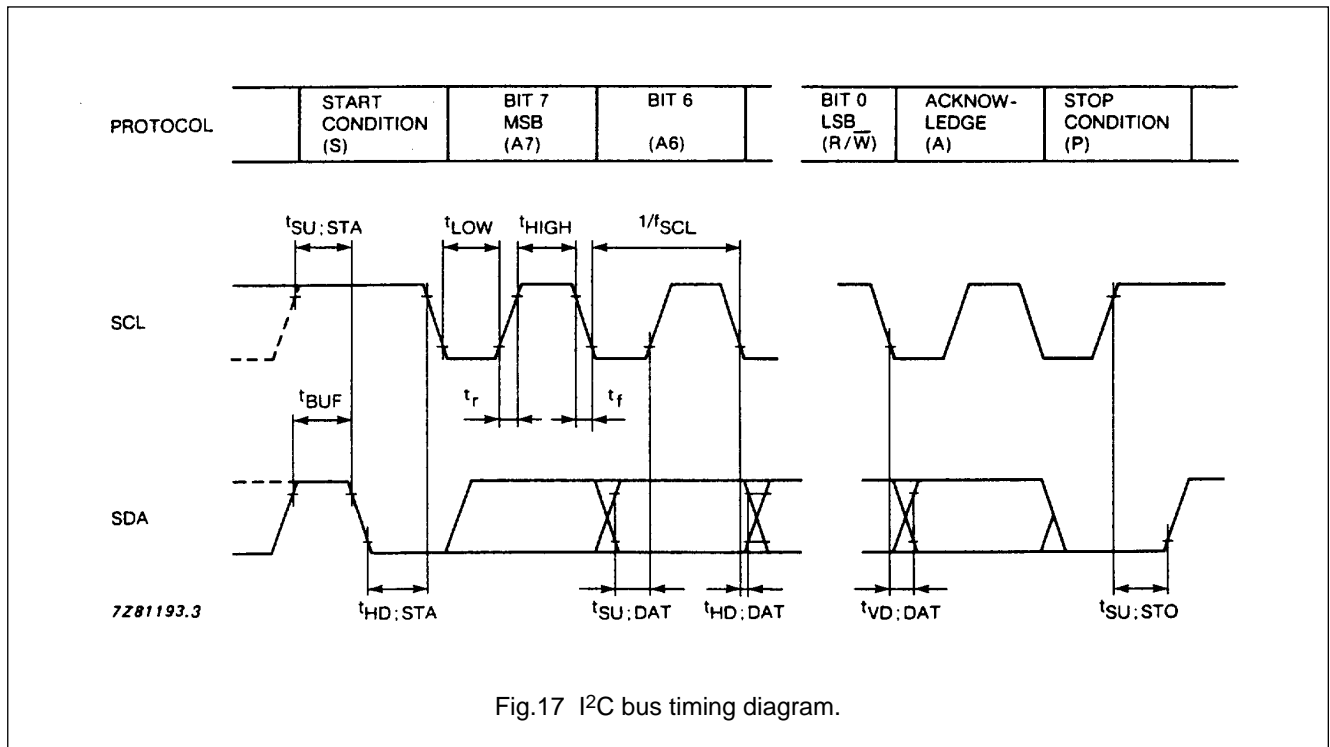 PROTOCOL
START CONDITION (S)
BIT 7 MSB (A7)
BIT 6 (A6)
BIT 0 LSB (R/W̅)
ACKNOW- LEDGE (A)
STOP CONDITION (P)
tSU;STA
tLOW
tHIGH
1/fSCL
SCL
tBUF
tr
tf
SDA
tHD;STA
tSU;DAT
tHD;DAT
tVD;DAT
tSU;STO
7Z81193.3
Fig.17 I²C bus timing diagram.